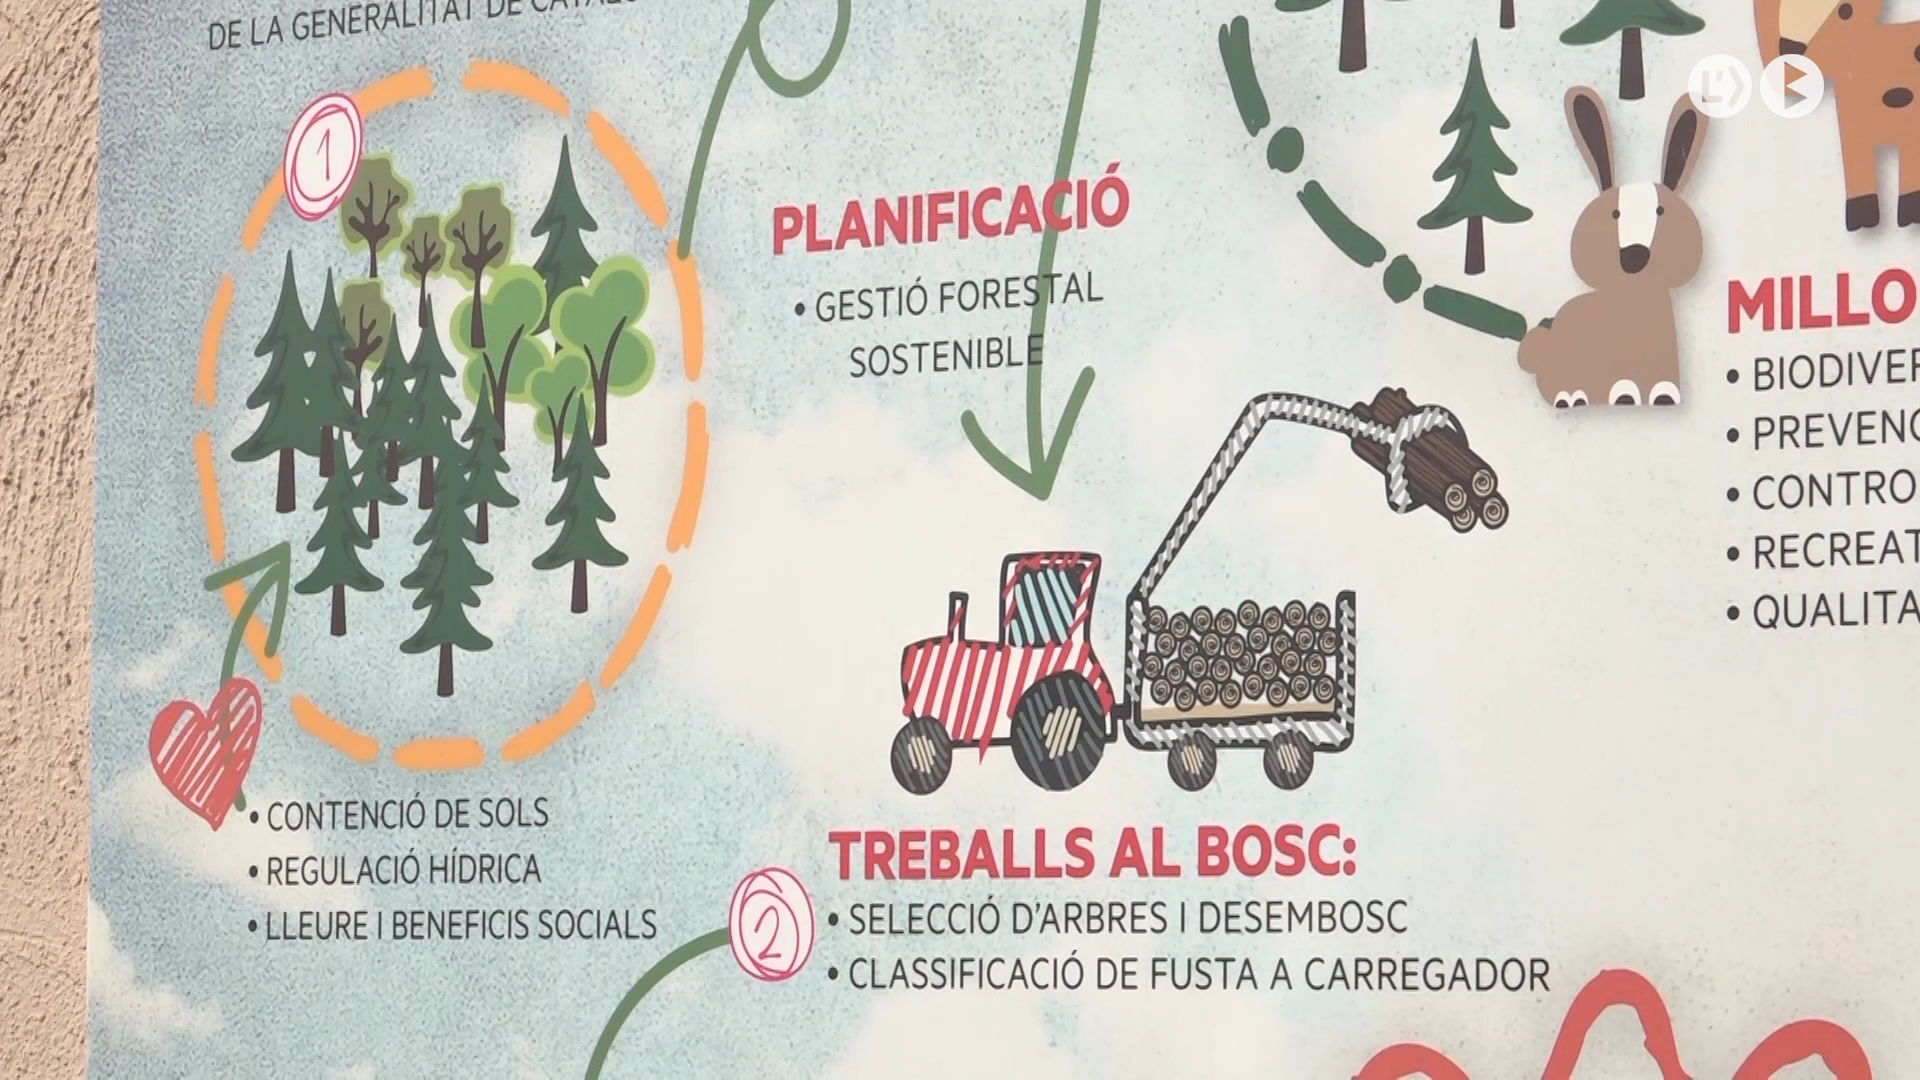 DE LA GENERALITAT DE
1
PLANIFICACIÓ
• GESTIÓ FORESTAL
SOSTENIBLE
• CONTENCIÓ DE SOLS
• REGULACIÓ HÍDRICA
• LLEURE I BENEFICIS SOCIALS
2
TREBALLS AL BOSC:
• SELECCIÓ D'ARBRES I DESEMBOSC
• CLASSIFICACIÓ DE FUSTA A CARREGADOR
MILLO
• BIODIVER
• PREVENC
• CONTRO
• RECREAT
• QUALITA